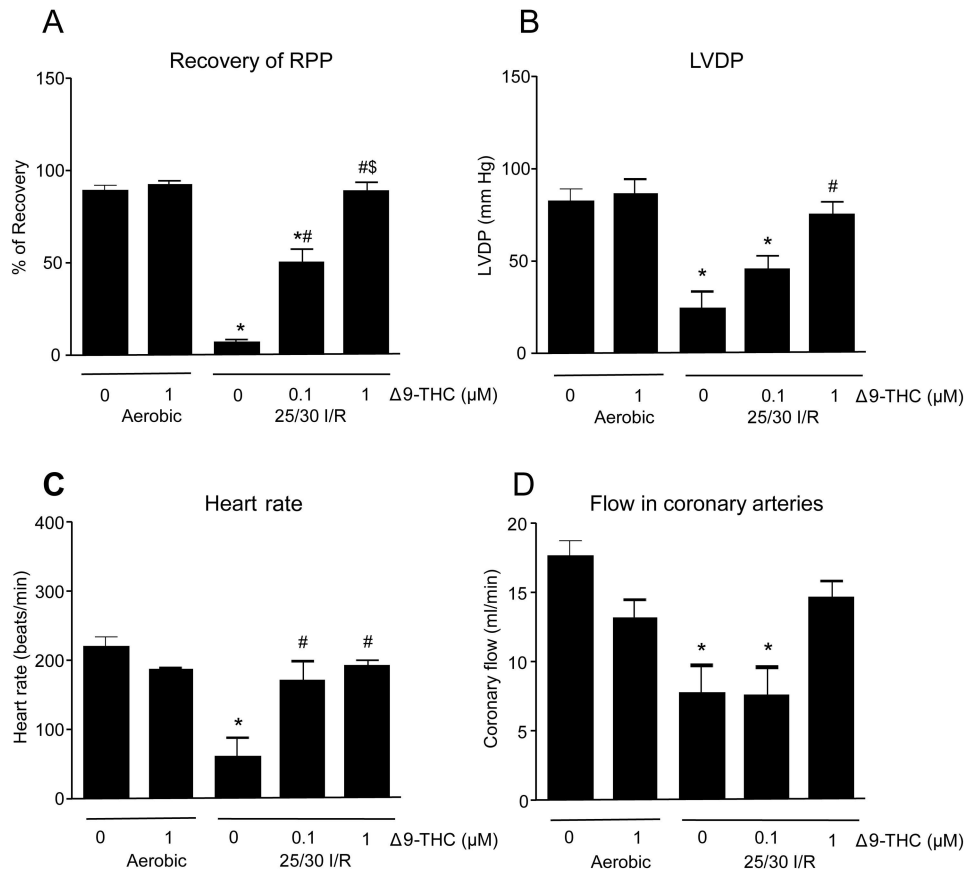 A
Recovery of RPP
% of Recovery
150
100
50
0
*
*#
#$
0 1 0 0.1 1 Δ9-THC (μM)
Aerobic 25/30 I/R
B
LVDP
LVDP (mm Hg)
150
100
50
0
*
*
#
0 1 0 0.1 1 Δ9-THC (μM)
Aerobic 25/30 I/R
C
Heart rate
Heart rate (beats/min)
400
300
200
100
0
*
#
#
0 1 0 0.1 1 Δ9-THC (μM)
Aerobic 25/30 I/R
D
Flow in coronary arteries
Coronary flow (ml/min)
20
15
10
5
0
*
*
0 1 0 0.1 1 Δ9-THC (μM)
Aerobic 25/30 I/R